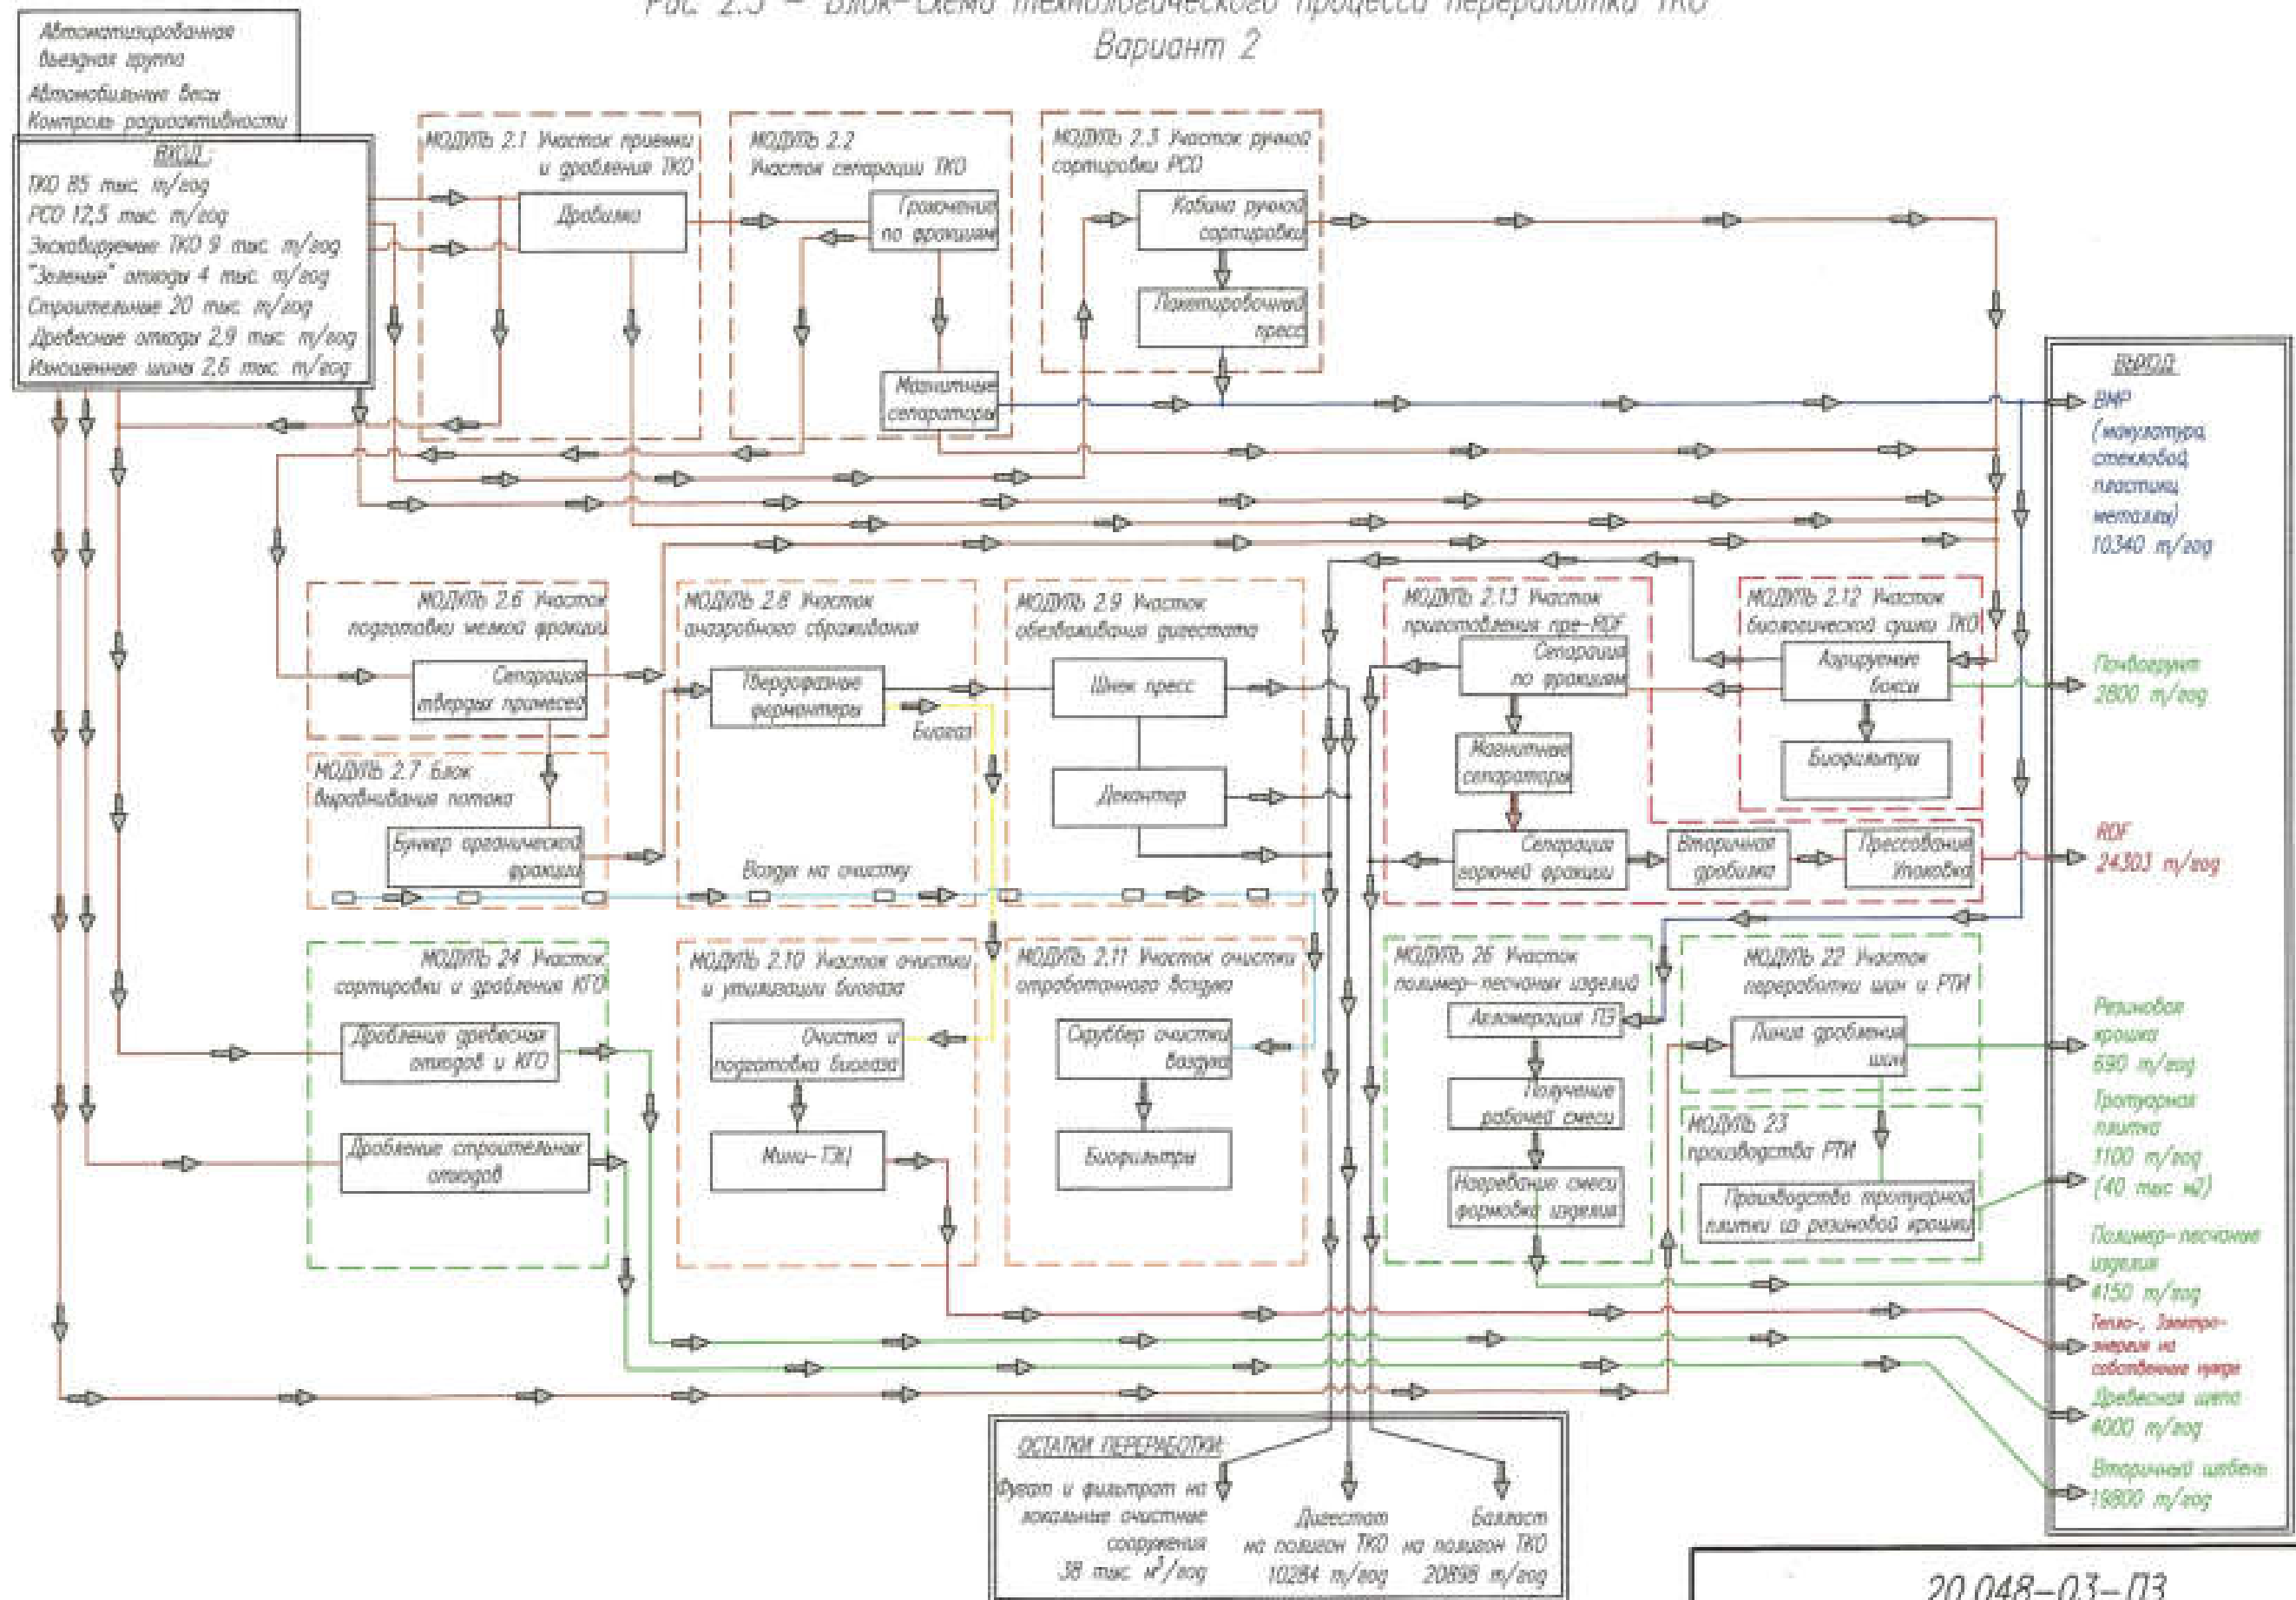 Рис 2.3 - Блок-схема технологического процесса переработка ТКО
Вариант 2
Автоматизированная
въездная группа
Автомобильные весы
Контроль радиоактивности
ВХОД:
ТКО 85 тыс. т/год
РСО 12,5 тыс. т/год
Экскавируемые ТКО 9 тыс. т/год
"Зеленые" отходы 4 тыс. т/год
Строительные 20 тыс. т/год
Древесные отходы 2,9 тыс. т/год
Изношенные шины 2,6 тыс. т/год
МОДУЛЬ 2.1 Участок приемки
и дробления ТКО
Дробилка
МОДУЛЬ 2.2
Участок сепарации ТКО
Грохочение
по фракциям
Магнитные
сепараторы
МОДУЛЬ 2.3 Участок ручной
сортировки РСО
Кабина ручной
сортировки
Пакетировочный
пресс
МОДУЛЬ 2.6 Участок
подготовки мелкой фракции
Сепарация
твердых примесей
МОДУЛЬ 2.7 Блок
выравнивания потока
Бункер органической
фракции
МОДУЛЬ 2.8 Участок
анаэробного сбраживания
Твердофазные
ферментеры
Биогаз
Воздух на очистку
МОДУЛЬ 2.9 Участок
обезваживания дигестата
Шнек пресс
Декантер
МОДУЛЬ 2.13 Участок
приготовления пре-RDF
Сепарация
по фракциям
Магнитные
сепараторы
Сепарация
горючей фракции
Вторичная
дробилка
Прессование
Упаковка
МОДУЛЬ 2.12 Участок
биологической сушки ТКО
Аэрируемые
боксы
Биофильтры
МОДУЛЬ 24 Участок
сортировки и дробления КГО
Дробление древесных
отходов и КГО
Дробление строительных
отходов
МОДУЛЬ 2.10 Участок очистки
и утилизации биогаза
Очистка и
подготовка биогаза
Мини-ТЭЦ
МОДУЛЬ 2.11 Участок очистки
отработанного воздуха
Скруббер очистки
воздуха
Биофильтры
МОДУЛЬ 26 Участок
полимер-песчаных изделий
Агломерация ПЭ
Получение
рабочей смеси
Нагревание смеси
формовка изделия
МОДУЛЬ 22 Участок
переработки шин и РТИ
Линия дробления
шин
МОДУЛЬ 23
производства РТИ
Производство тротуарной
плитки из резиновой крошки
ВЫХОД:
ВМР
(макулатура,
стеклобой,
пластики,
металлы)
10340 т/год
Почвогрунт
2800 т/год
RDF
24303 т/год
Резиновая
крошка
690 т/год
Тротуарная
плитка
1100 т/год
(40 тыс м2)
Полимер-песчаные
изделия
4150 т/год
Тепло-, Электро-
энергия на
собственные нужды
Древесная щепа
4000 т/год
Вторичный щебень
19800 т/год
ОСТАТКИ ПЕРЕРАБОТКИ:
Фугат и фильтрат на
локальные очистные
сооружения
38 тыс. м³/год
Дигестат
на полигон ТКО
10284 т/год
Балласт
на полигон ТКО
20898 т/год
20.048-03-ПЗ